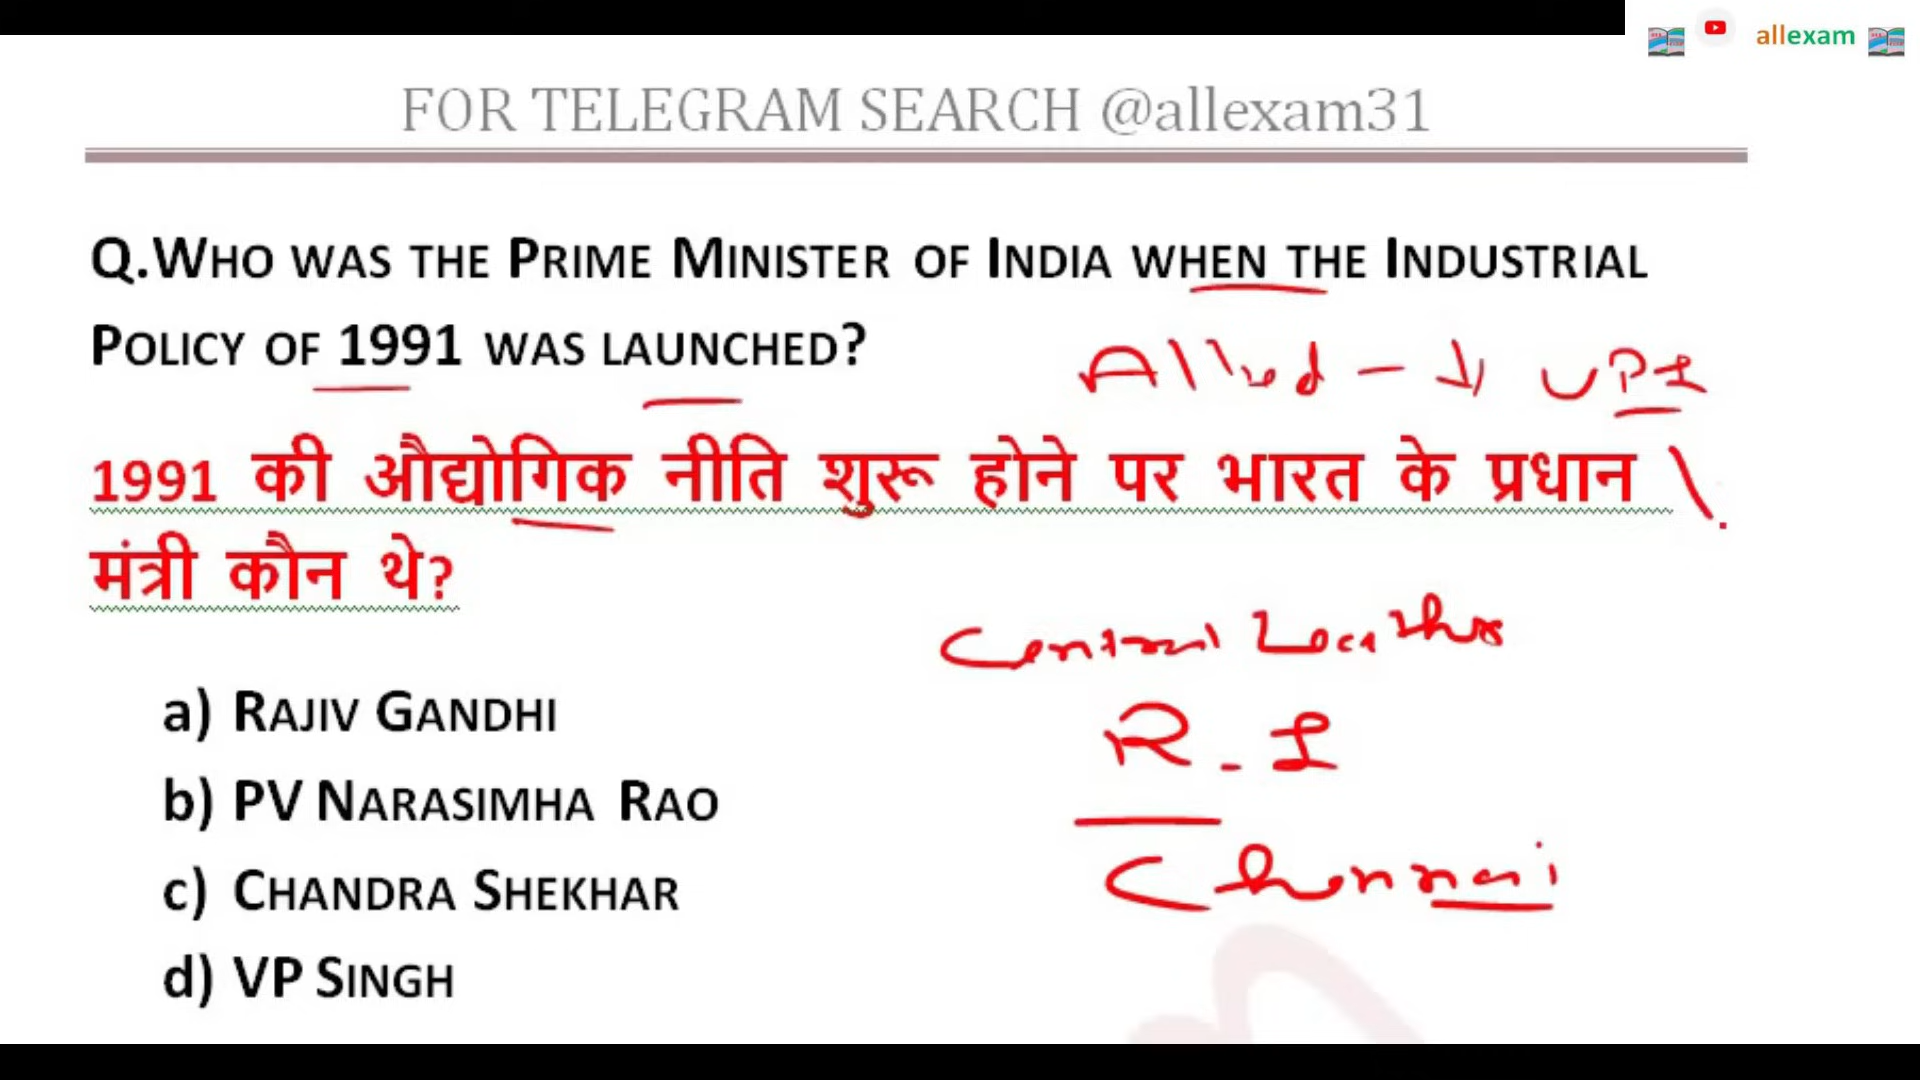 allexam
FOR TELEGRAM SEARCH @allexam31
Q.WHO WAS THE PRIME MINISTER OF INDIA WHEN THE INDUSTRIAL
POLICY OF 1991 WAS LAUNCHED?
1991 की औद्योगिक नीति शुरू होने पर भारत के प्रधान
मंत्री कौन थे?
Central
a) RAJIV GANDHI
R. I
b) PV NARASIMHA RAO
c) CHANDRA SHEKHAR
Chennai
d) VP SINGH